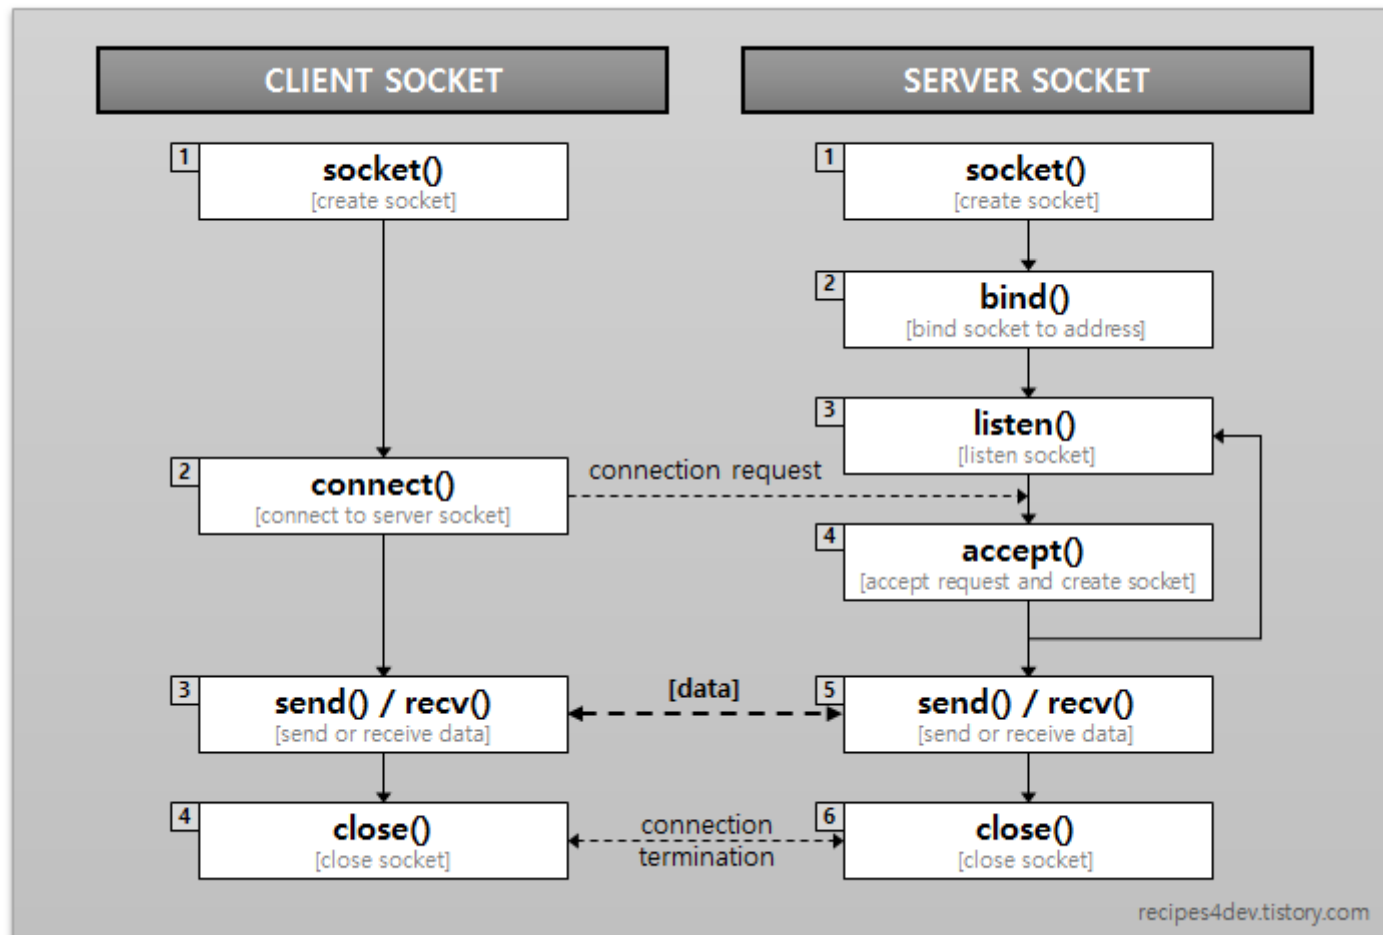 CLIENT SOCKET
SERVER SOCKET
1
socket()
[create socket]
1
socket()
[create socket]
2
bind()
[bind socket to address]
3
listen()
[listen socket]
2
connect()
[connect to server socket]
connection request
4
accept()
[accept request and create socket]
3
send() / recv()
[send or receive data]
[data]
5
send() / recv()
[send or receive data]
4
close()
[close socket]
connection
termination
6
close()
[close socket]
recipes4dev.tistory.com